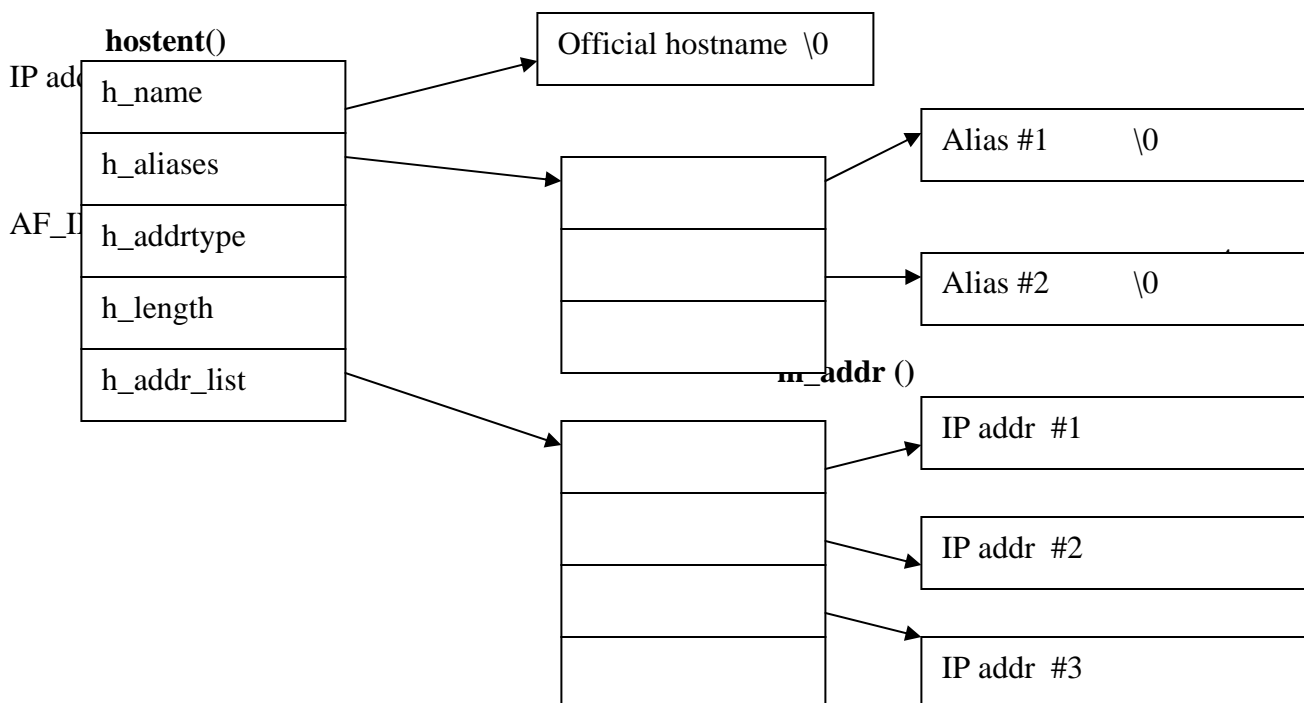 hostent()
Official hostname \0
IP
h_name
Alias #1 \0
h_aliases
h_addrtype
Alias #2 \0
h_length
h_addr_list
()
IP addr #1
IP addr #2
IP addr #3